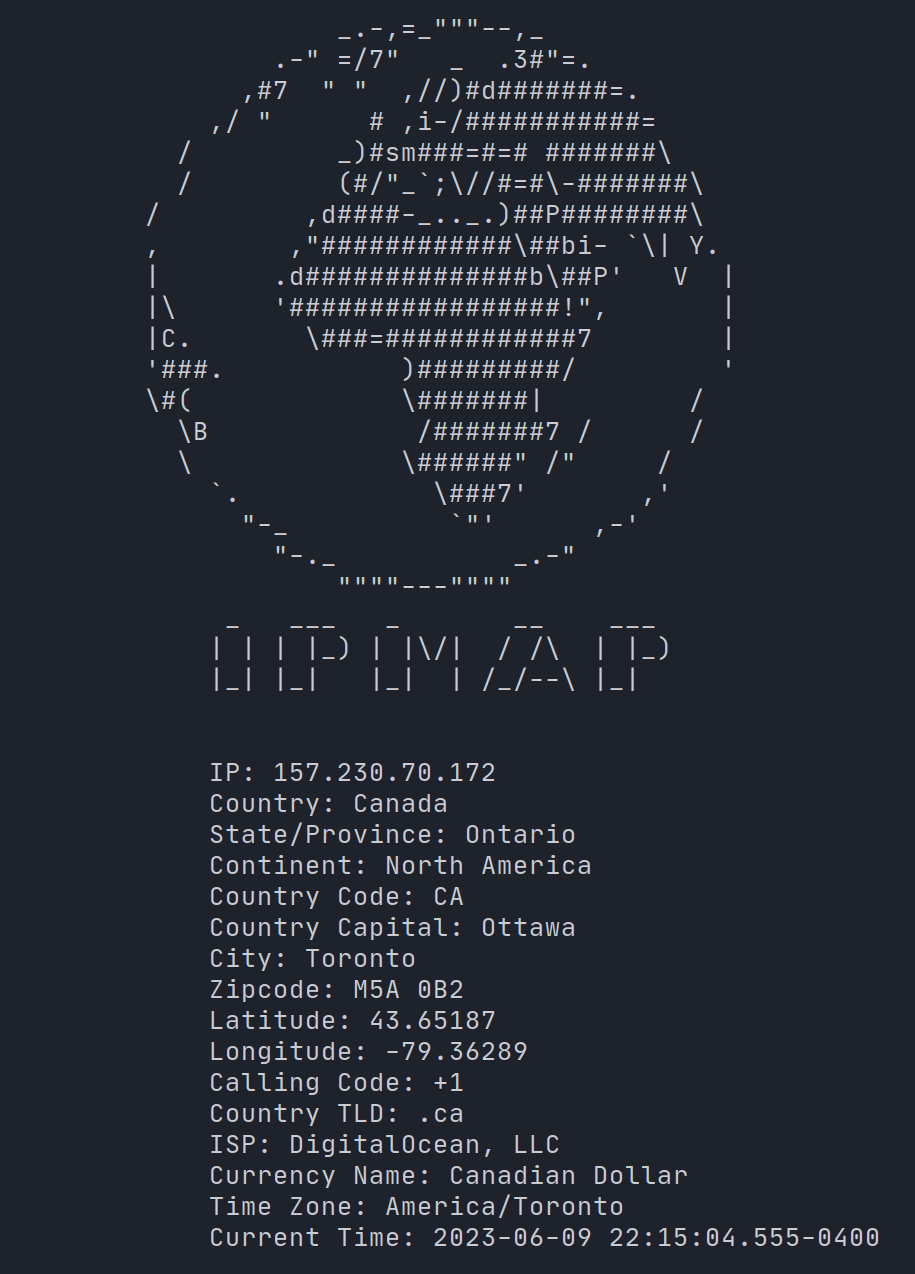 _.-,=_"""--,_
                    .-" =/7"   _  .3#"=.
                  ,#7  " "  ,//)#d#######=.
                ,/ "      # ,i-/###########=
              /         _)#sm###=#=# #######\
              /         (#/"_`;\//#=#\-#######\
            /         ,d####-_.._.)##P########\
            ,        ,"############\##bi- `\| Y.
            |       .d##############b\##P'   V  |
            |\      '#################!",       |
            |C.       \###=############7        |
            '###.           )#########/         '
            \#(             \#######|         /
              \B             /#######7 /      /
              \             \######" /"     /
                `.            \###7'       ,'
                  "-_          `"'      ,-'
                    "-._           _.-"
                        """"---""""
                 _   ___   _       __    ___
                | | | |_) | |\/|  / /\  | |_)
                |_| |_|   |_|  | /_/--\ |_|
IP: 157.230.70.172
Country: Canada
State/Province: Ontario
Continent: North America
Country Code: CA
Country Capital: Ottawa
City: Toronto
Zipcode: M5A 0B2
Latitude: 43.65187
Longitude: -79.36289
Calling Code: +1
Country TLD: .ca
ISP: DigitalOcean, LLC
Currency Name: Canadian Dollar
Time Zone: America/Toronto
Current Time: 2023-06-09 22:15:04.555-0400